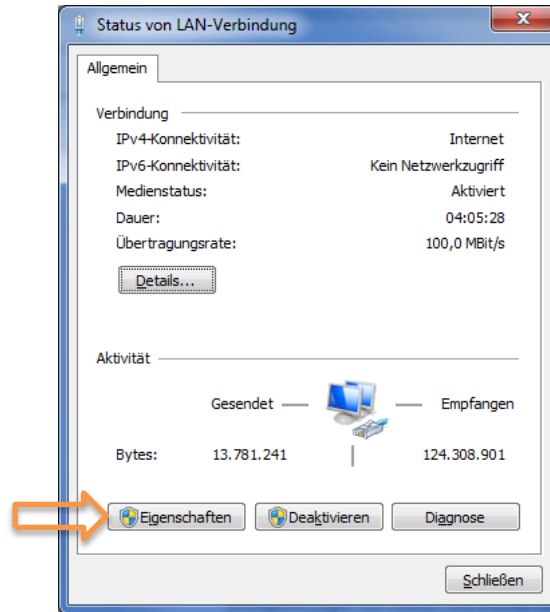 Status von LAN-Verbindung
Allgemein
Verbindung
IPv4-Konnektivität: Internet
IPv6-Konnektivität: Kein Netzwerkzugriff
Medienstatus: Aktiviert
Dauer: 04:05:28
Übertragungsrate: 100,0 MBit/s
Details...
Aktivität
Gesendet Empfangen
Bytes: 13.781.241 124.308.901
Eigenschaften Deaktivieren Diagnose
Schließen